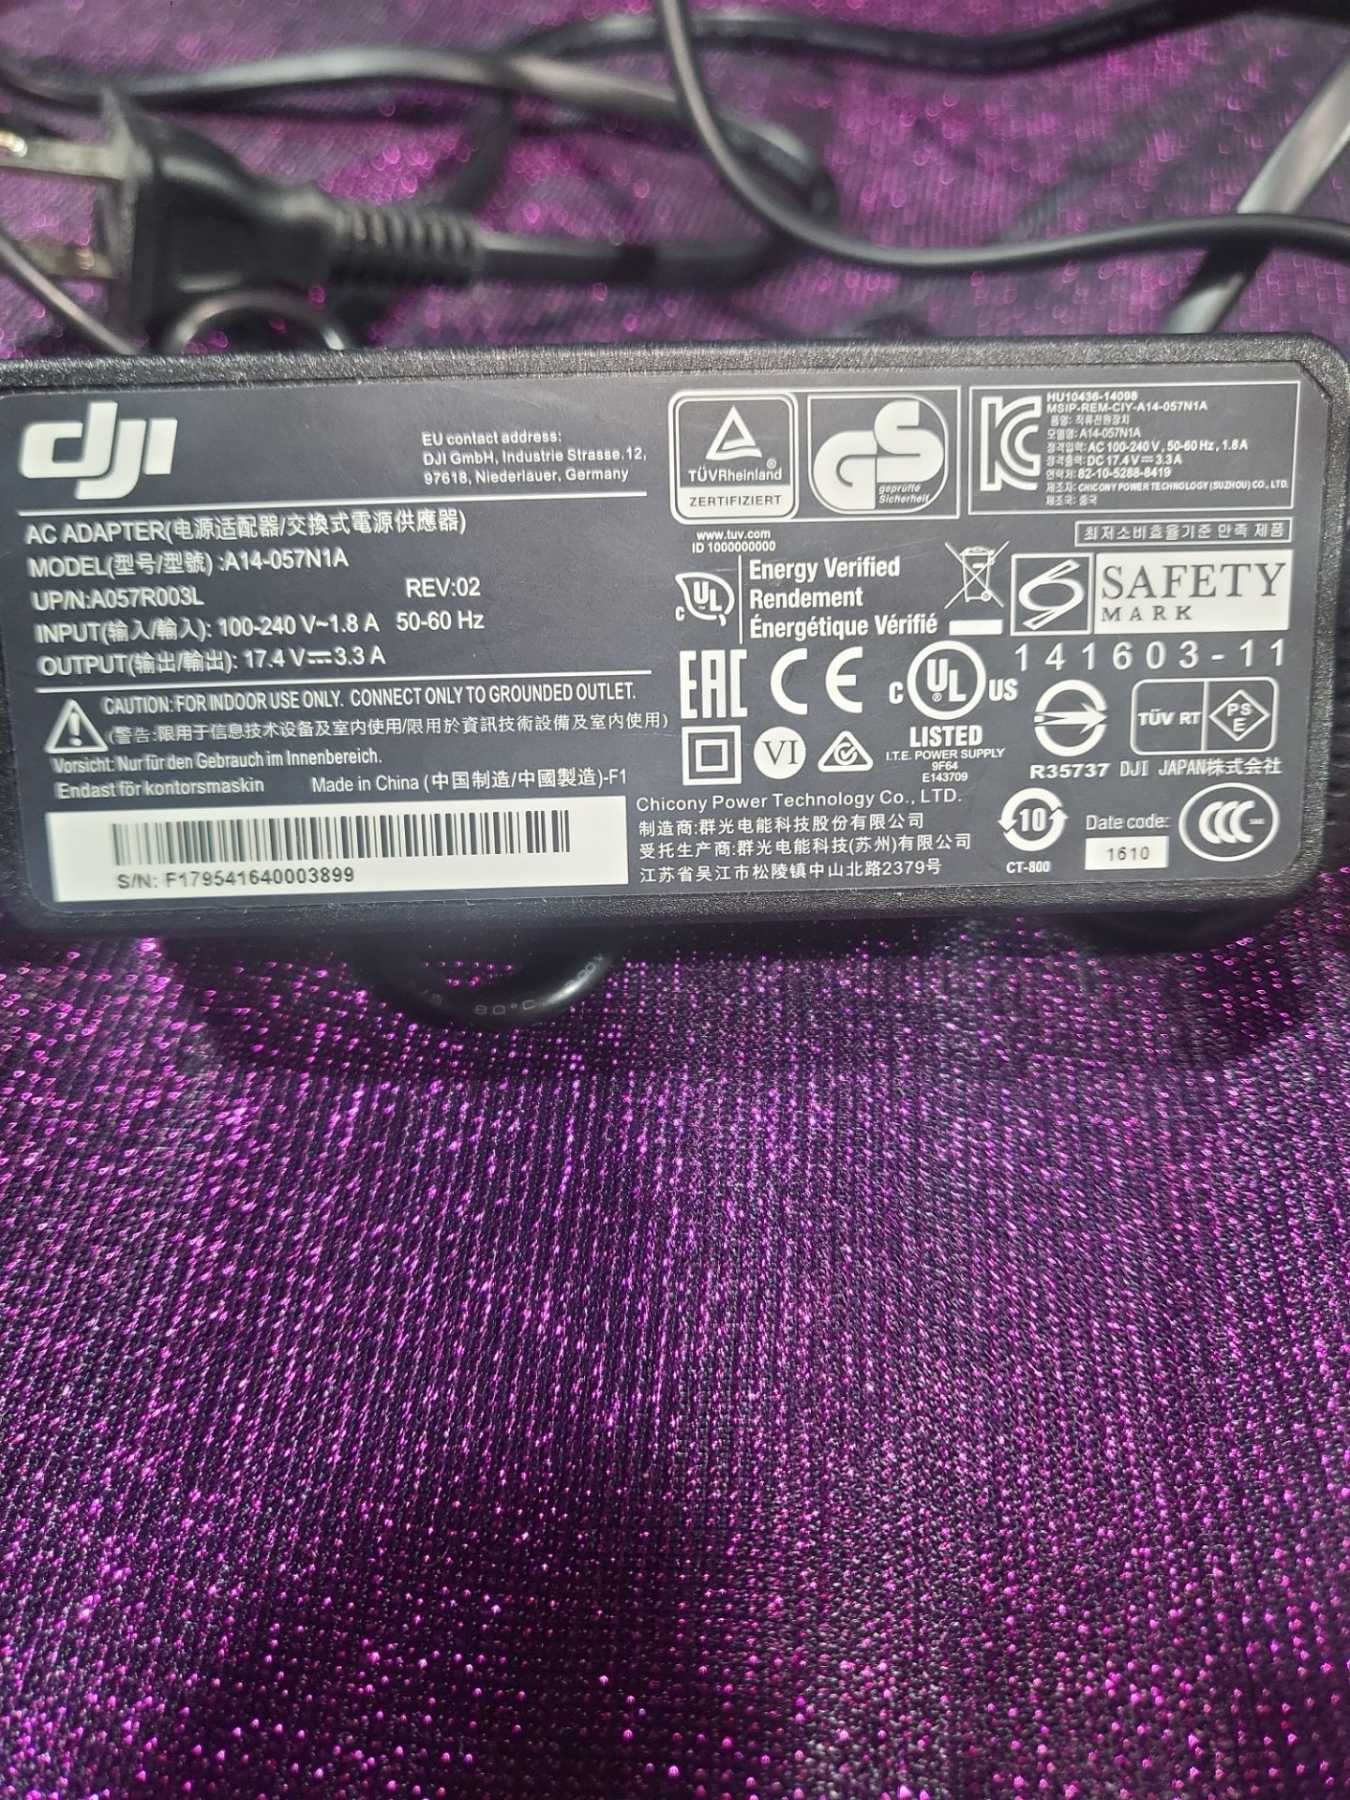 dji
EU contact address:
DJI GmbH, Industrie Strasse.12,
97618, Niederlauer, Germany
AC ADAPTER(电源适配器/交換式電源供應器)
MODEL(型号/型號) :A14-057N1A
UP/N:A057R003L REV:02
INPUT(输入/輸入): 100-240 V~1.8 A 50-60 Hz
OUTPUT(输出/輸出): 17.4 V⎓3.3 A
CAUTION: FOR INDOOR USE ONLY. CONNECT ONLY TO GROUNDED OUTLET.
(警告:限用于信息技术设备及室内使用/限用於資訊技術設備及室內使用)
Vorsicht: Nur für den Gebrauch im Innenbereich.
Endast för kontorsmaskin Made in China (中国制造/中國製造)-F1
S/N: F179541640003899
TÜVRheinland®
ZERTIFIZIERT
www.tuv.com
ID 1000000000
GS
geprüfte
Sicherheit
KC
HU10436-14098
MSIP-REM-CIY-A14-057N1A
품명: 직류전원장치
모델명: A14-057N1A
정격입력: AC 100-240 V, 50-60 Hz, 1.8 A
정격출력: DC 17.4 V⎓3.3 A
연락처: 82-10-5288-8419
제조자: CHICONY POWER TECHNOLOGY (SUZHOU) CO., LTD.
제조국: 중국
최저소비효율기준 만족 제품
c UL ™
Energy Verified
Rendement
Énergétique Vérifié
SAFETY
MARK
141603-11
EAC CE c UL ® US
LISTED
I.T.E. POWER SUPPLY
9F64
E143709
VI
R35737
TÜV RT PSE
DJI JAPAN株式会社
Chicony Power Technology Co., LTD.
制造商:群光电能科技股份有限公司
受托生产商:群光电能科技(苏州)有限公司
江苏省吴江市松陵镇中山北路2379号
10
CT-800
Date code:
1610
CCC
80°C